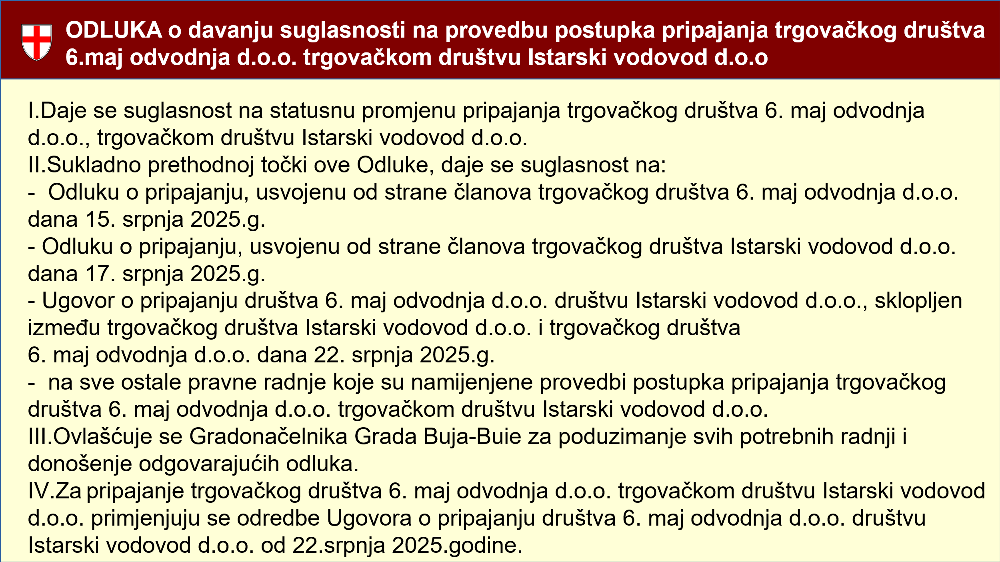 ODLUKA o davanju suglasnosti na provedbu postupka pripajanja trgovačkog društva
6.maj odvodnja d.o.o. trgovačkom društvu Istarski vodovod d.o.o
I.Daje se suglasnost na statusnu promjenu pripajanja trgovačkog društva 6. maj odvodnja
d.o.o., trgovačkom društvu Istarski vodovod d.o.o.
II.Sukladno prethodnoj točki ove Odluke, daje se suglasnost na:
-  Odluku o pripajanju, usvojenu od strane članova trgovačkog društva 6. maj odvodnja d.o.o.
dana 15. srpnja 2025.g.
- Odluku o pripajanju, usvojenu od strane članova trgovačkog društva Istarski vodovod d.o.o.
dana 17. srpnja 2025.g.
- Ugovor o pripajanju društva 6. maj odvodnja d.o.o. društvu Istarski vodovod d.o.o., sklopljen
između trgovačkog društva Istarski vodovod d.o.o. i trgovačkog društva
6. maj odvodnja d.o.o. dana 22. srpnja 2025.g.
-  na sve ostale pravne radnje koje su namijenjene provedbi postupka pripajanja trgovačkog
društva 6. maj odvodnja d.o.o. trgovačkom društvu Istarski vodovod d.o.o.
III.Ovlašćuje se Gradonačelnika Grada Buja-Buie za poduzimanje svih potrebnih radnji i
donošenje odgovarajućih odluka.
IV.Za pripajanje trgovačkog društva 6. maj odvodnja d.o.o. trgovačkom društvu Istarski vodovod
d.o.o. primjenjuju se odredbe Ugovora o pripajanju društva 6. maj odvodnja d.o.o. društvu
Istarski vodovod d.o.o. od 22.srpnja 2025.godine.